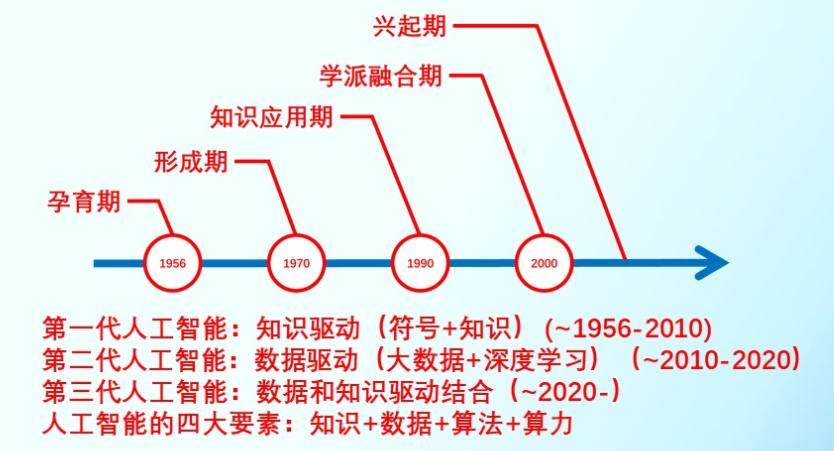 兴起期
学派融合期
知识应用期
形成期
孕育期
1956
1970
1990
2000
第一代人工智能：知识驱动（符号+知识）(~1956-2010)
第二代人工智能：数据驱动（大数据+深度学习）（~2010-2020）
第三代人工智能：数据和知识驱动结合（~2020-）
人工智能的四大要素：知识+数据+算法+算力